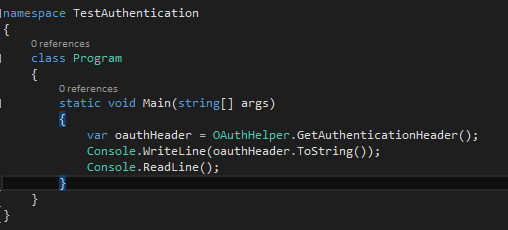 namespace TestAuthentication
{
0 references
class Program
{
0 references
static void Main(string[] args)
{
var oauthHeader = OAuthHelper.GetAuthenticationHeader();
Console.WriteLine(oauthHeader.ToString());
Console.ReadLine();
}
}
}